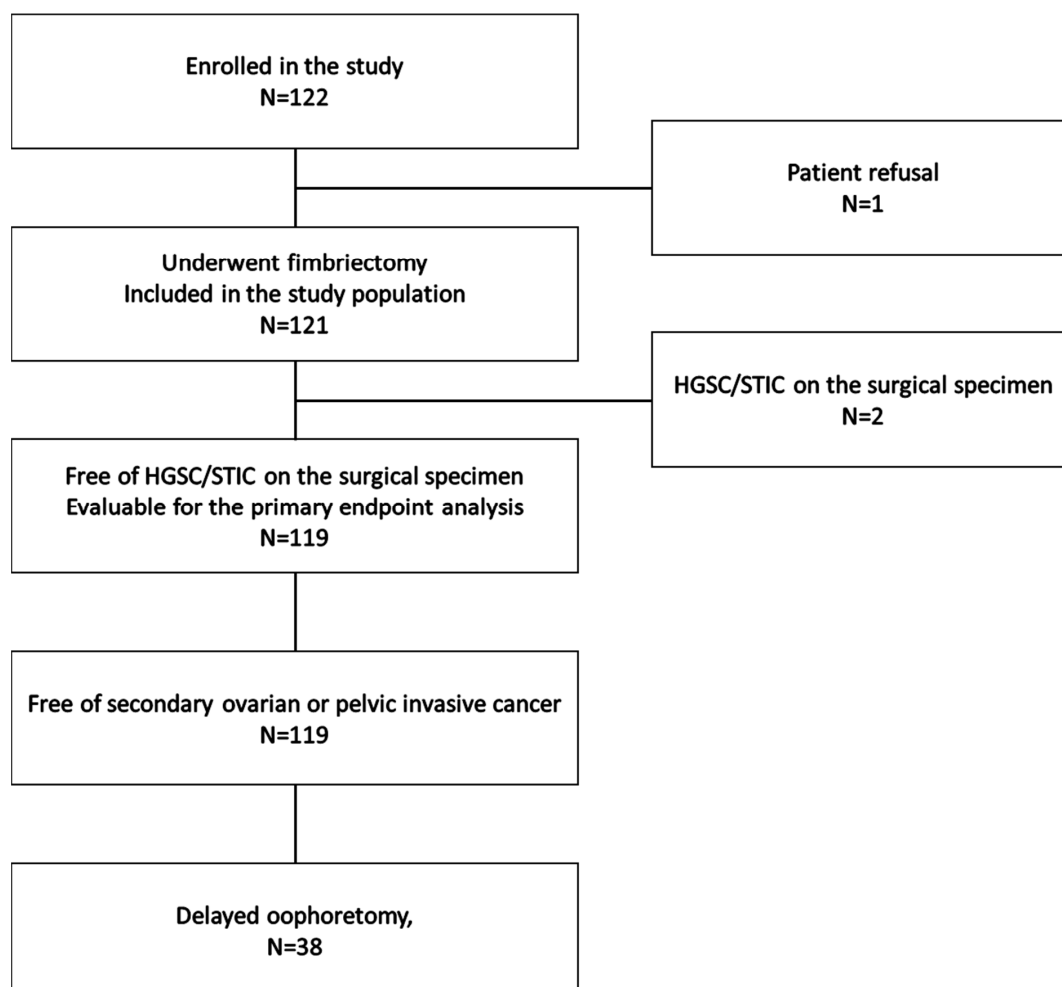 Enrolled in the study
N=122
Patient refusal
N=1
Underwent fimbriectomy
Included in the study population
N=121
HGSC/STIC on the surgical specimen
N=2
Free of HGSC/STIC on the surgical specimen
Evaluable for the primary endpoint analysis
N=119
Free of secondary ovarian or pelvic invasive cancer
N=119
Delayed oophoretomy,
N=38